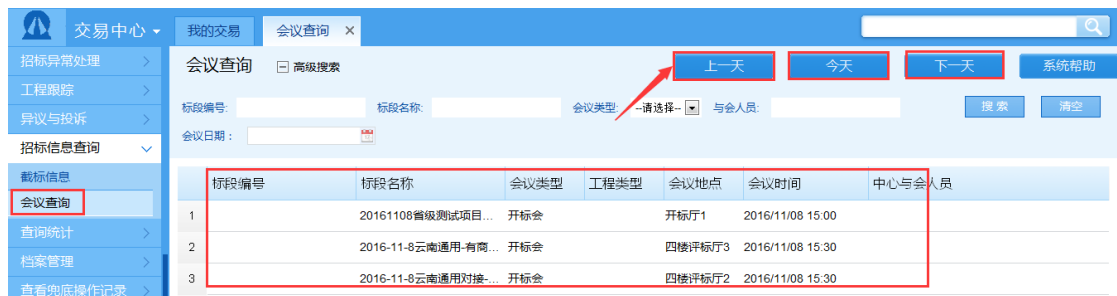 交易中心
我的交易
会议查询 ×
招标异常处理
工程跟踪
异议与投诉
招标信息查询
截标信息
会议查询
查询统计
档案管理
查看兜底操作记录
会议查询 高级搜索 上一天 今天 下一天 系统帮助
标段编号: 标段名称: 会议类型: --请选择-- 与会人员: 搜索 清空
会议日期：
标段编号 标段名称 会议类型 工程类型 会议地点 会议时间 中心与会人员
1 20161108省级测试项目... 开标会 开标厅1 2016/11/08 15:00
2 2016-11-8云南通用-有商... 开标会 四楼评标厅3 2016/11/08 15:30
3 2016-11-8云南通用对接-... 开标会 四楼评标厅2 2016/11/08 15:30